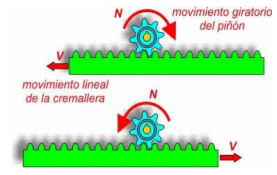 N
movimiento giratorio
del piñón
V
movimiento lineal
de la cremallera
N
V